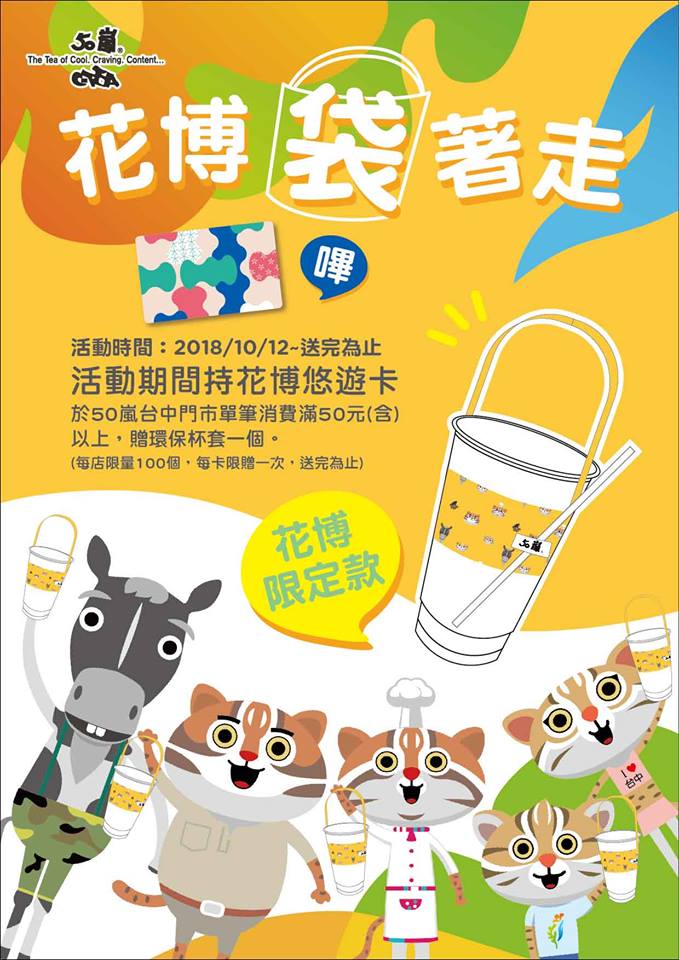 50嵐®
The Tea of Cool. Craving. Content...
花博袋著走
嗶
活動時間：2018/10/12~送完為止
活動期間持花博悠遊卡
於50嵐台中門市單筆消費滿50元(含)
以上，贈環保杯套一個。
(每店限量100個，每卡限贈一次，送完為止)
50嵐
花博
限定款
I ♥
台中